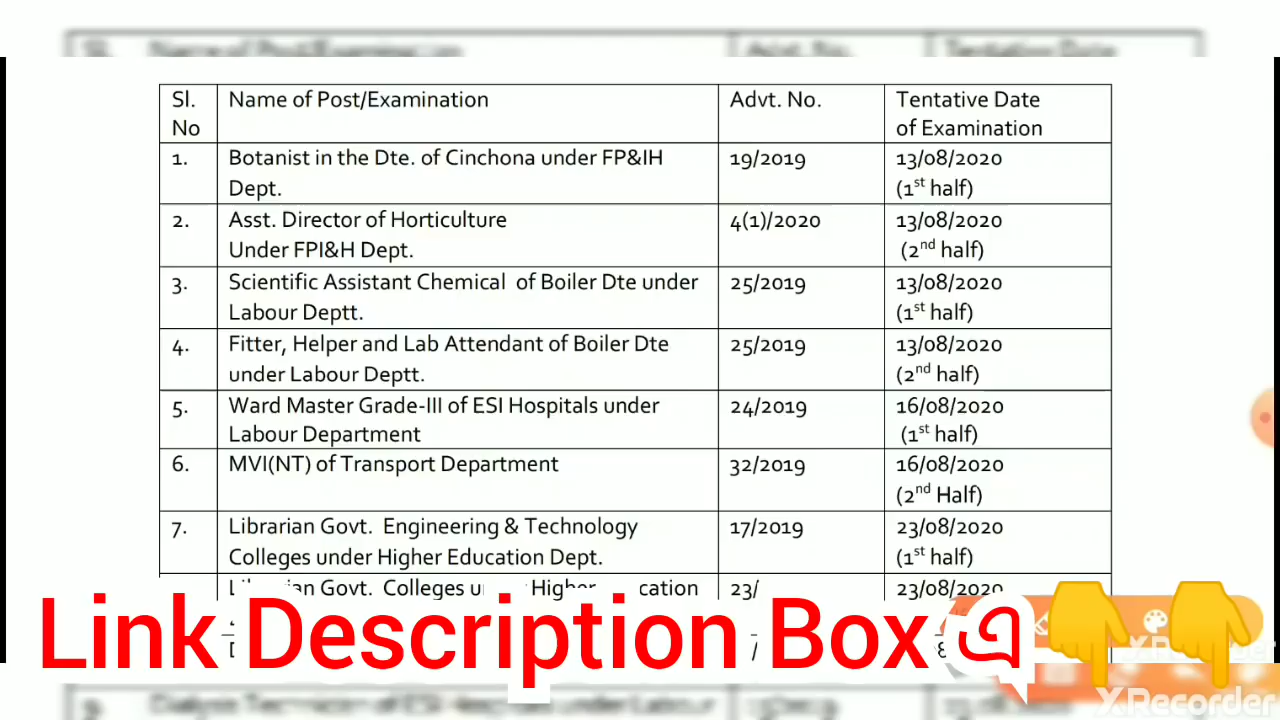 Sl. No
Name of Post/Examination
Advt. No.
Tentative Date of Examination
1.
Botanist in the Dte. of Cinchona under FP&IH Dept.
19/2019
13/08/2020 (1st half)
2.
Asst. Director of Horticulture Under FPI&H Dept.
4(1)/2020
13/08/2020 (2nd half)
3.
Scientific Assistant Chemical of Boiler Dte under Labour Deptt.
25/2019
13/08/2020 (1st half)
4.
Fitter, Helper and Lab Attendant of Boiler Dte under Labour Deptt.
25/2019
13/08/2020 (2nd half)
5.
Ward Master Grade-III of ESI Hospitals under Labour Department
24/2019
16/08/2020 (1st half)
6.
MVI(NT) of Transport Department
32/2019
16/08/2020 (2nd Half)
7.
Librarian Govt. Engineering & Technology Colleges under Higher Education Dept.
17/2019
23/08/2020 (1st half)
Govt. Colleges
23/
23/08/2020
Link Description Box এ
XRecorder